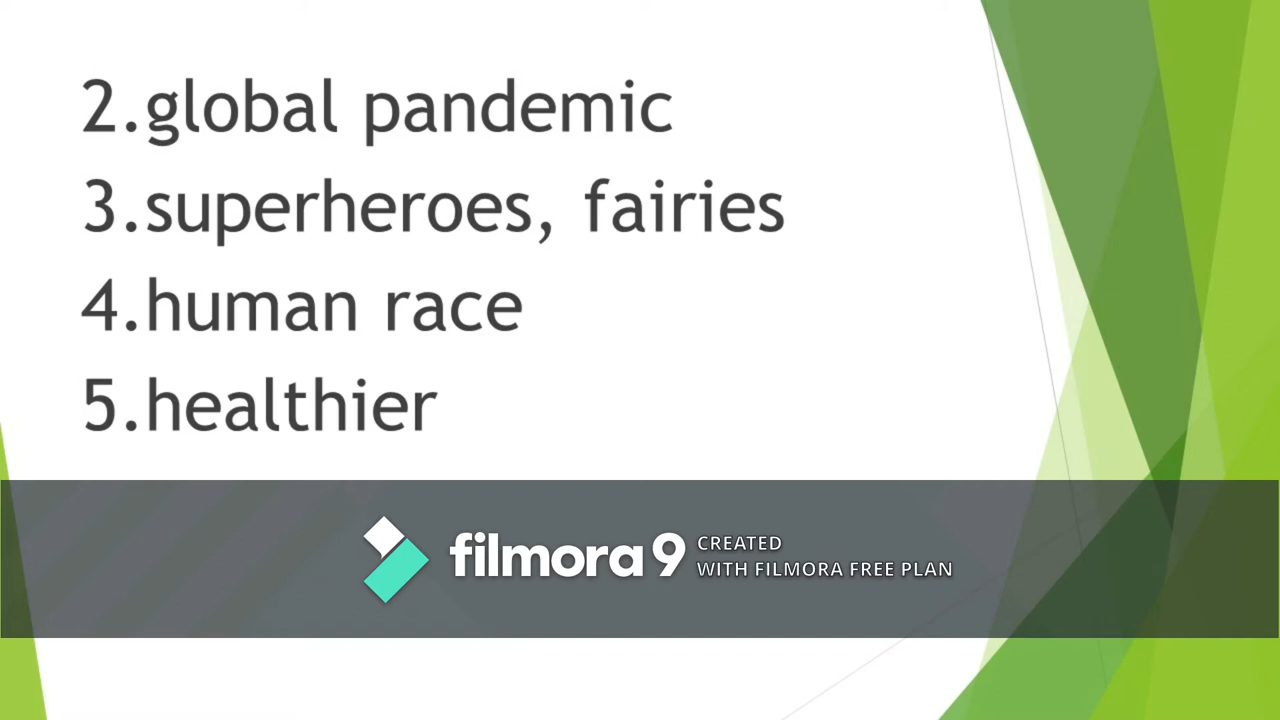 2.global pandemic
3.superheroes, fairies
4.human race
5.healthier
filmora9 CREATED
WITH FILMORA FREE PLAN